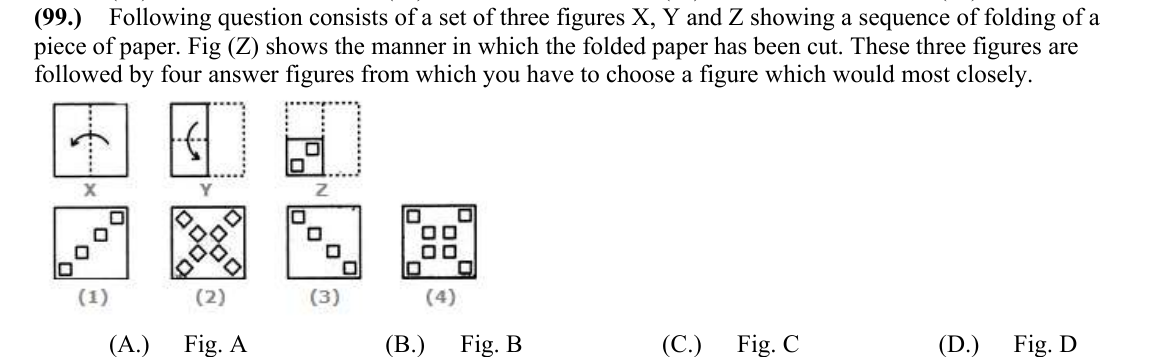 (99.) Following question consists of a set of three figures X, Y and Z showing a sequence of folding of a
piece of paper. Fig (Z) shows the manner in which the folded paper has been cut. These three figures are
followed by four answer figures from which you have to choose a figure which would most closely.
X Y Z
(1) (2) (3) (4)
(A.) Fig. A (B.) Fig. B (C.) Fig. C (D.) Fig. D